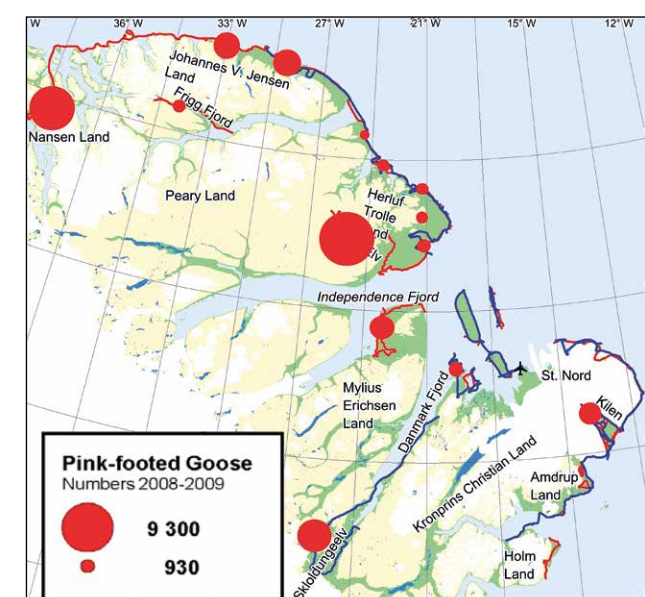 W
36°W
33°W
27°W
21°W
15°W
12°W
Johannes V. Jensen
Land
Frigg Fjord
Nansen Land
Peary Land
Herluf
Trolle
Independence Fjord
Mylius
Erichsen
Land
Danmark Fjord
St. Nord
Kilen
Kronprins Christian Land
Amdrup
Land
Holm
Land
Skloldungeelv
Pink-footed Goose
Numbers 2008-2009
9 300
930